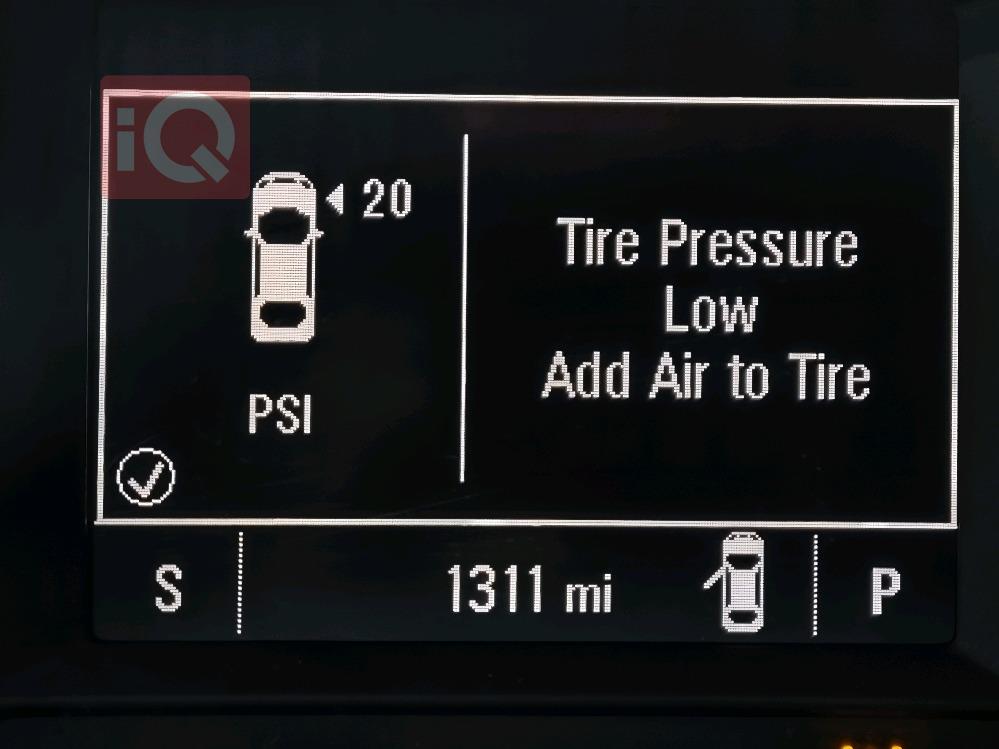 iQ
20
Tire Pressure
Low
Add Air to Tire
PSI
S
1311 mi
P